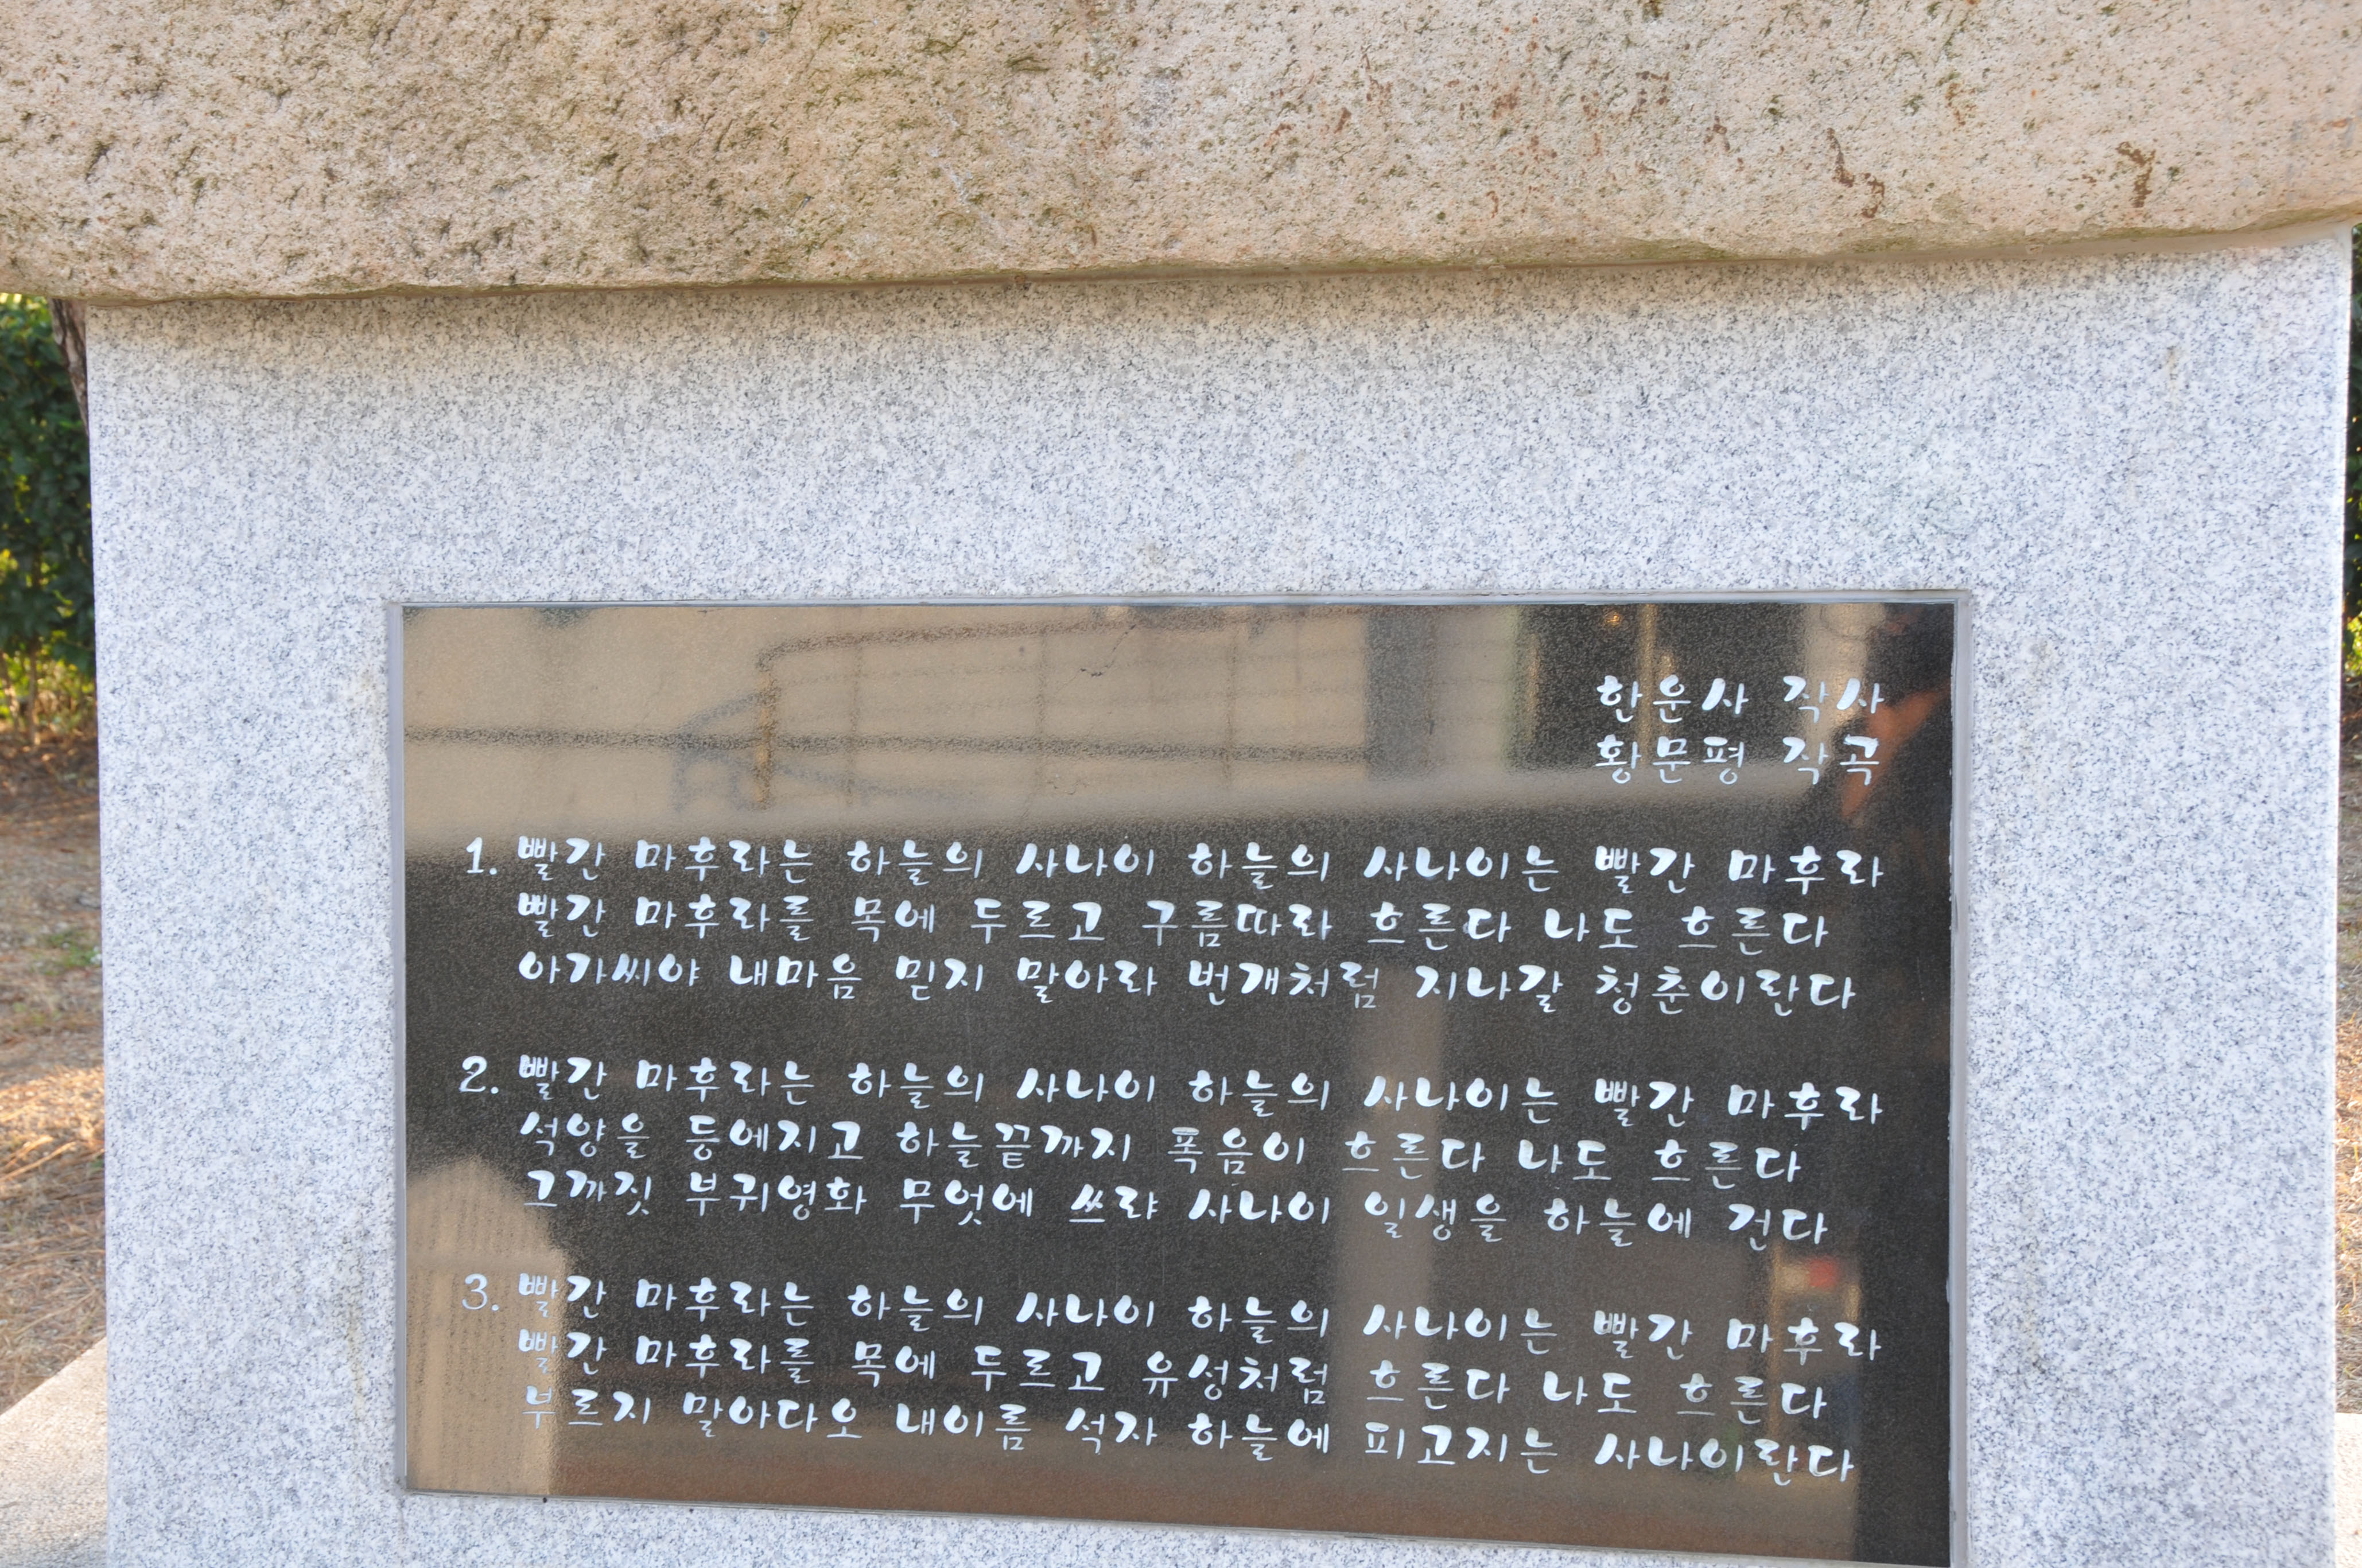 한운사 작사
황문평 작곡
1. 빨간 마후라는 하늘의 사나이 하늘의 사나이는 빨간 마후라
빨간 마후라를 목에 두르고 구름따라 흐른다 나도 흐른다
아가씨야 내마음 믿지 말아라 번개처럼 지나갈 청춘이란다
2. 빨간 마후라는 하늘의 사나이 하늘의 사나이는 빨간 마후라
석양을 등에지고 하늘끝까지 폭음이 흐른다 나도 흐른다
그까짓 부귀영화 무엇에 쓰랴 사나이 일생을 하늘에 건다
3. 빨간 마후라는 하늘의 사나이 하늘의 사나이는 빨간 마후라
빨간 마후라를 목에 두르고 유성처럼 흐른다 나도 흐른다
부르지 말아다오 내이름 석자 하늘에 피고지는 사나이란다